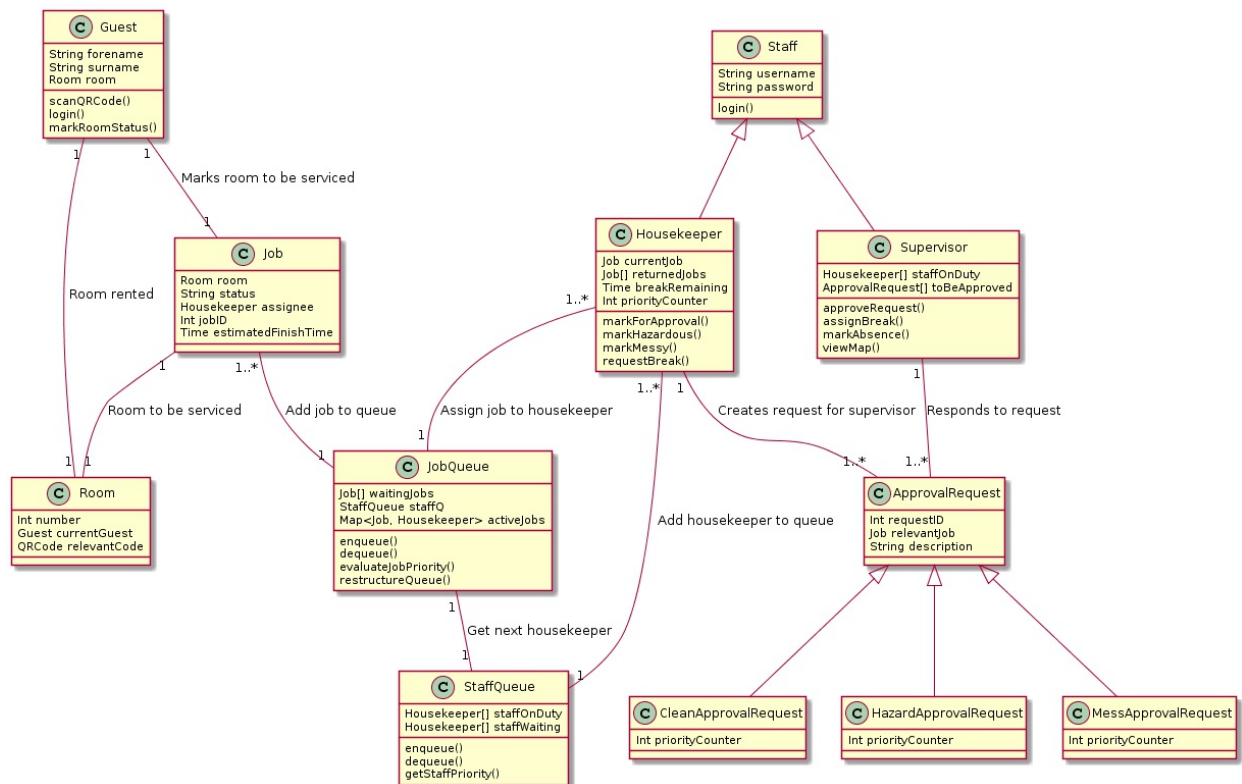 C Guest
String forename
String surname
Room room
scanQRCode()
login()
markRoomStatus()
C Staff
String username
String password
login()
1
1
Marks room to be serviced
1
Room rented
C Job
Room room
String status
Housekeeper assignee
Int jobID
Time estimatedFinishTime
C Housekeeper
Job currentJob
Job[] returnedJobs
Time breakRemaining
Int priorityCounter
markForApproval()
markHazardous()
markMessy()
requestBreak()
C Supervisor
Housekeeper[] staffOnDuty
ApprovalRequest[] toBeApproved
approveRequest()
assignBreak()
markAbsence()
viewMap()
1..*
1
1..*
1..*
1
1
Room to be serviced
Add job to queue
Assign job to housekeeper
Creates request for supervisor
Responds to request
1
1
1
1
1..*
1..*
C Room
Int number
Guest currentGuest
QRCode relevantCode
C JobQueue
Job[] waitingJobs
StaffQueue staffQ
Map<Job, Housekeeper> activeJobs
enqueue()
dequeue()
evaluateJobPriority()
restructureQueue()
Add housekeeper to queue
C ApprovalRequest
Int requestID
Job relevantJob
String description
1
Get next housekeeper
1
1
C StaffQueue
Housekeeper[] staffOnDuty
Housekeeper[] staffWaiting
enqueue()
dequeue()
getStaffPriority()
C CleanApprovalRequest
Int priorityCounter
C HazardApprovalRequest
Int priorityCounter
C MessApprovalRequest
Int priorityCounter